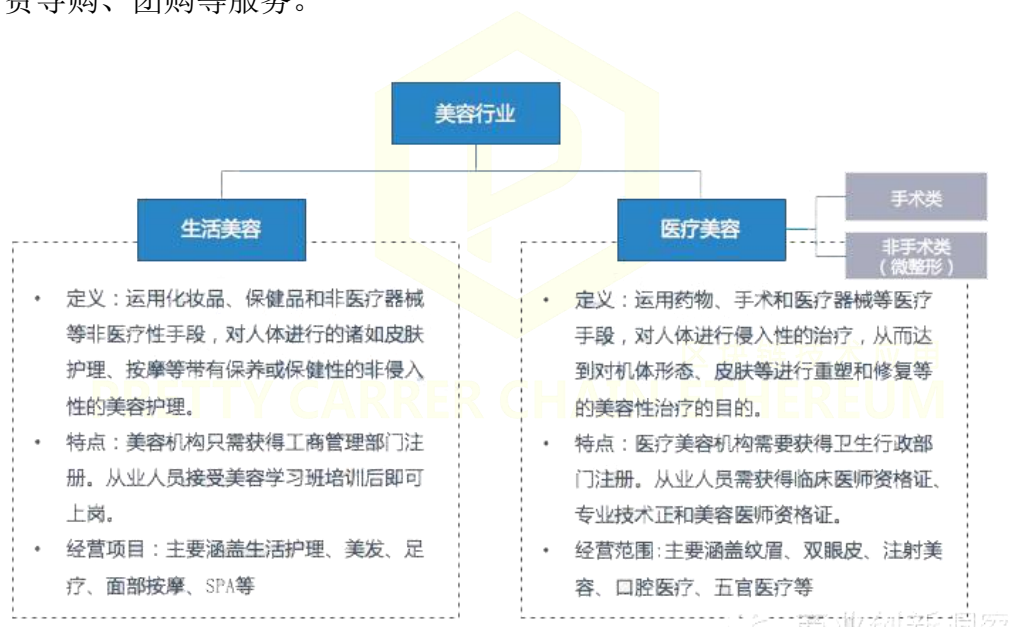 费导购、团购等服务。
美容行业
生活美容
医疗美容
手术类
非手术类
（微整形）
• 定义：运用化妆品、保健品和非医疗器械
等非医疗性手段，对人体进行的诸如皮肤
护理、按摩等带有保养或保健性的非侵入
性的美容护理。
• 特点：美容机构只需获得工商管理部门注
册。从业人员接受美容学习班培训后即可
上岗。
• 经营项目：主要涵盖生活护理、美发、足
疗、面部按摩、SPA等
• 定义：运用药物、手术和医疗器械等医疗
手段，对人体进行侵入性的治疗，从而达
到对机体形态、皮肤等进行重塑和修复等
的美容性治疗的目的。
• 特点：医疗美容机构需要获得卫生行政部
门注册。从业人员需获得临床医师资格证、
专业技术正和美容医师资格证。
• 经营范围:主要涵盖纹眉、双眼皮、注射美
容、口腔医疗、五官医疗等
PRETTY CARRER CHAIN ETHEREUM